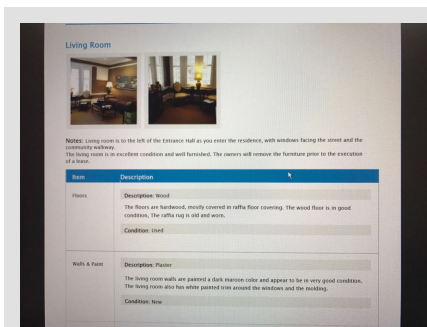 Living Room
Notes: Living room is to the left of the Entrance Hall as you enter the residence, with windows facing the street and the
community walkway.
The living room is in excellent condition and well furnished. The owners will remove the furniture prior to the execution
of a lease.
Item Description
Floors Description: Wood
The floors are hardwood, mostly covered in raffia floor covering. The wood floor is in good
condition, The raffia rug is old and worn.
Condition: Used
Walls & Paint Description: Plaster
The living room walls are painted a dark maroon color and appear to be in very good condition.
The living room also has white painted trim around the windows and the molding.
Condition: New